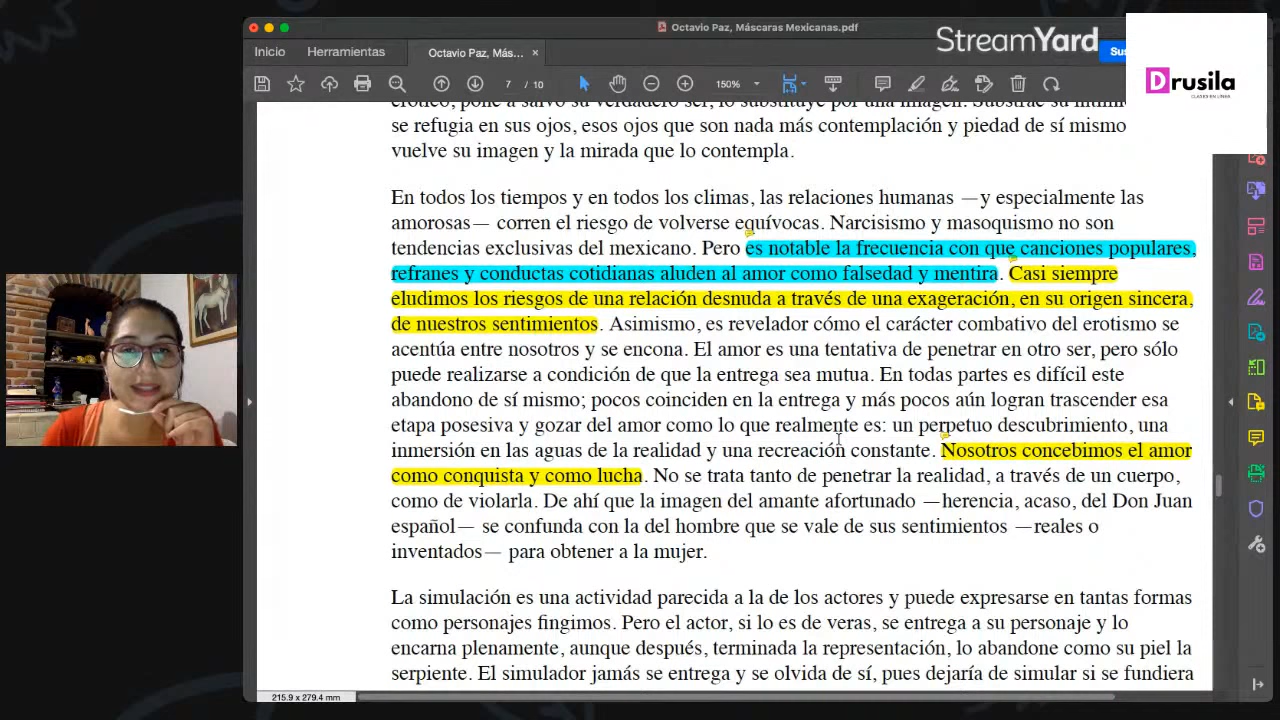 Octavio Paz, Máscaras Mexicanas.pdf
StreamYard
Inicio
Herramientas
Octavio Paz, Más... ×
Drusila
CLASES EN LÍNEA
7 / 10
150%
se refugia en sus ojos, esos ojos que son nada más contemplación y piedad de sí mismo
vuelve su imagen y la mirada que lo contempla.
En todos los tiempos y en todos los climas, las relaciones humanas —y especialmente las
amorosas— corren el riesgo de volverse equívocas. Narcisismo y masoquismo no son
tendencias exclusivas del mexicano. Pero es notable la frecuencia con que canciones populares,
refranes y conductas cotidianas aluden al amor como falsedad y mentira. Casi siempre
eludimos los riesgos de una relación desnuda a través de una exageración, en su origen sincera,
de nuestros sentimientos. Asimismo, es revelador cómo el carácter combativo del erotismo se
acentúa entre nosotros y se encona. El amor es una tentativa de penetrar en otro ser, pero sólo
puede realizarse a condición de que la entrega sea mutua. En todas partes es difícil este
abandono de sí mismo; pocos coinciden en la entrega y más pocos aún logran trascender esa
etapa posesiva y gozar del amor como lo que realmente es: un perpetuo descubrimiento, una
inmersión en las aguas de la realidad y una recreación constante. Nosotros concebimos el amor
como conquista y como lucha. No se trata tanto de penetrar la realidad, a través de un cuerpo,
como de violarla. De ahí que la imagen del amante afortunado —herencia, acaso, del Don Juan
español— se confunda con la del hombre que se vale de sus sentimientos —reales o
inventados— para obtener a la mujer.
La simulación es una actividad parecida a la de los actores y puede expresarse en tantas formas
como personajes fingimos. Pero el actor, si lo es de veras, se entrega a su personaje y lo
encarna plenamente, aunque después, terminada la representación, lo abandone como su piel la
serpiente. El simulador jamás se entrega y se olvida de sí, pues dejaría de simular si se fundiera
215.9 x 279.4 mm